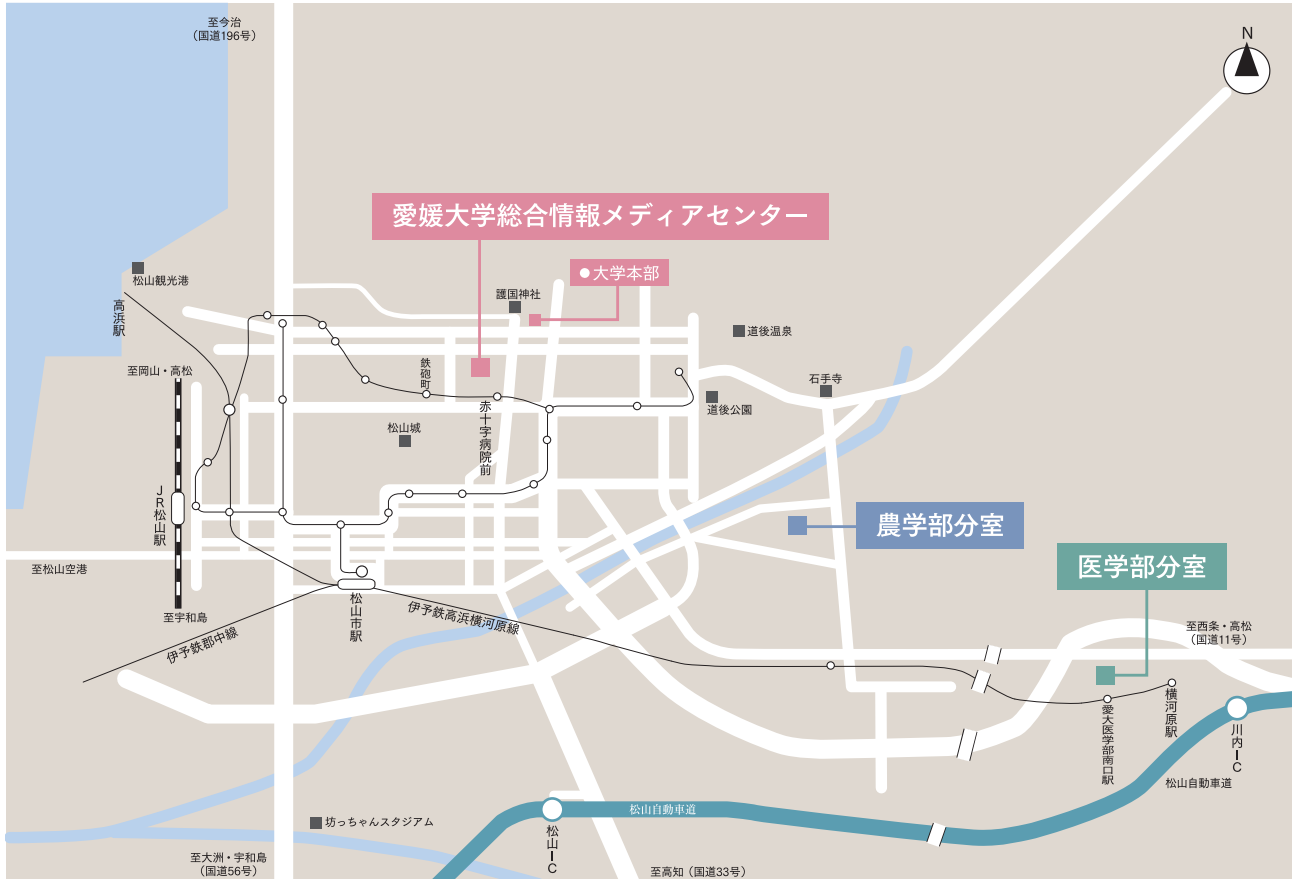 至今治
（国道196号）
N
愛媛大学総合情報メディアセンター
●大学本部
松山観光港
高浜駅
護国神社
道後温泉
至岡山・高松
鉄砲町
石手寺
道後公園
赤十字病院前
松山城
JR松山駅
農学部分室
医学部分室
至松山空港
至宇和島
松山市駅
伊予鉄高浜横河原線
伊予鉄郡中線
至西条・高松
（国道11号）
横河原駅
愛大医学部南口駅
川内IC
松山自動車道
松山自動車道
坊っちゃんスタジアム
松山IC
至大洲・宇和島
（国道56号）
至高知（国道33号）